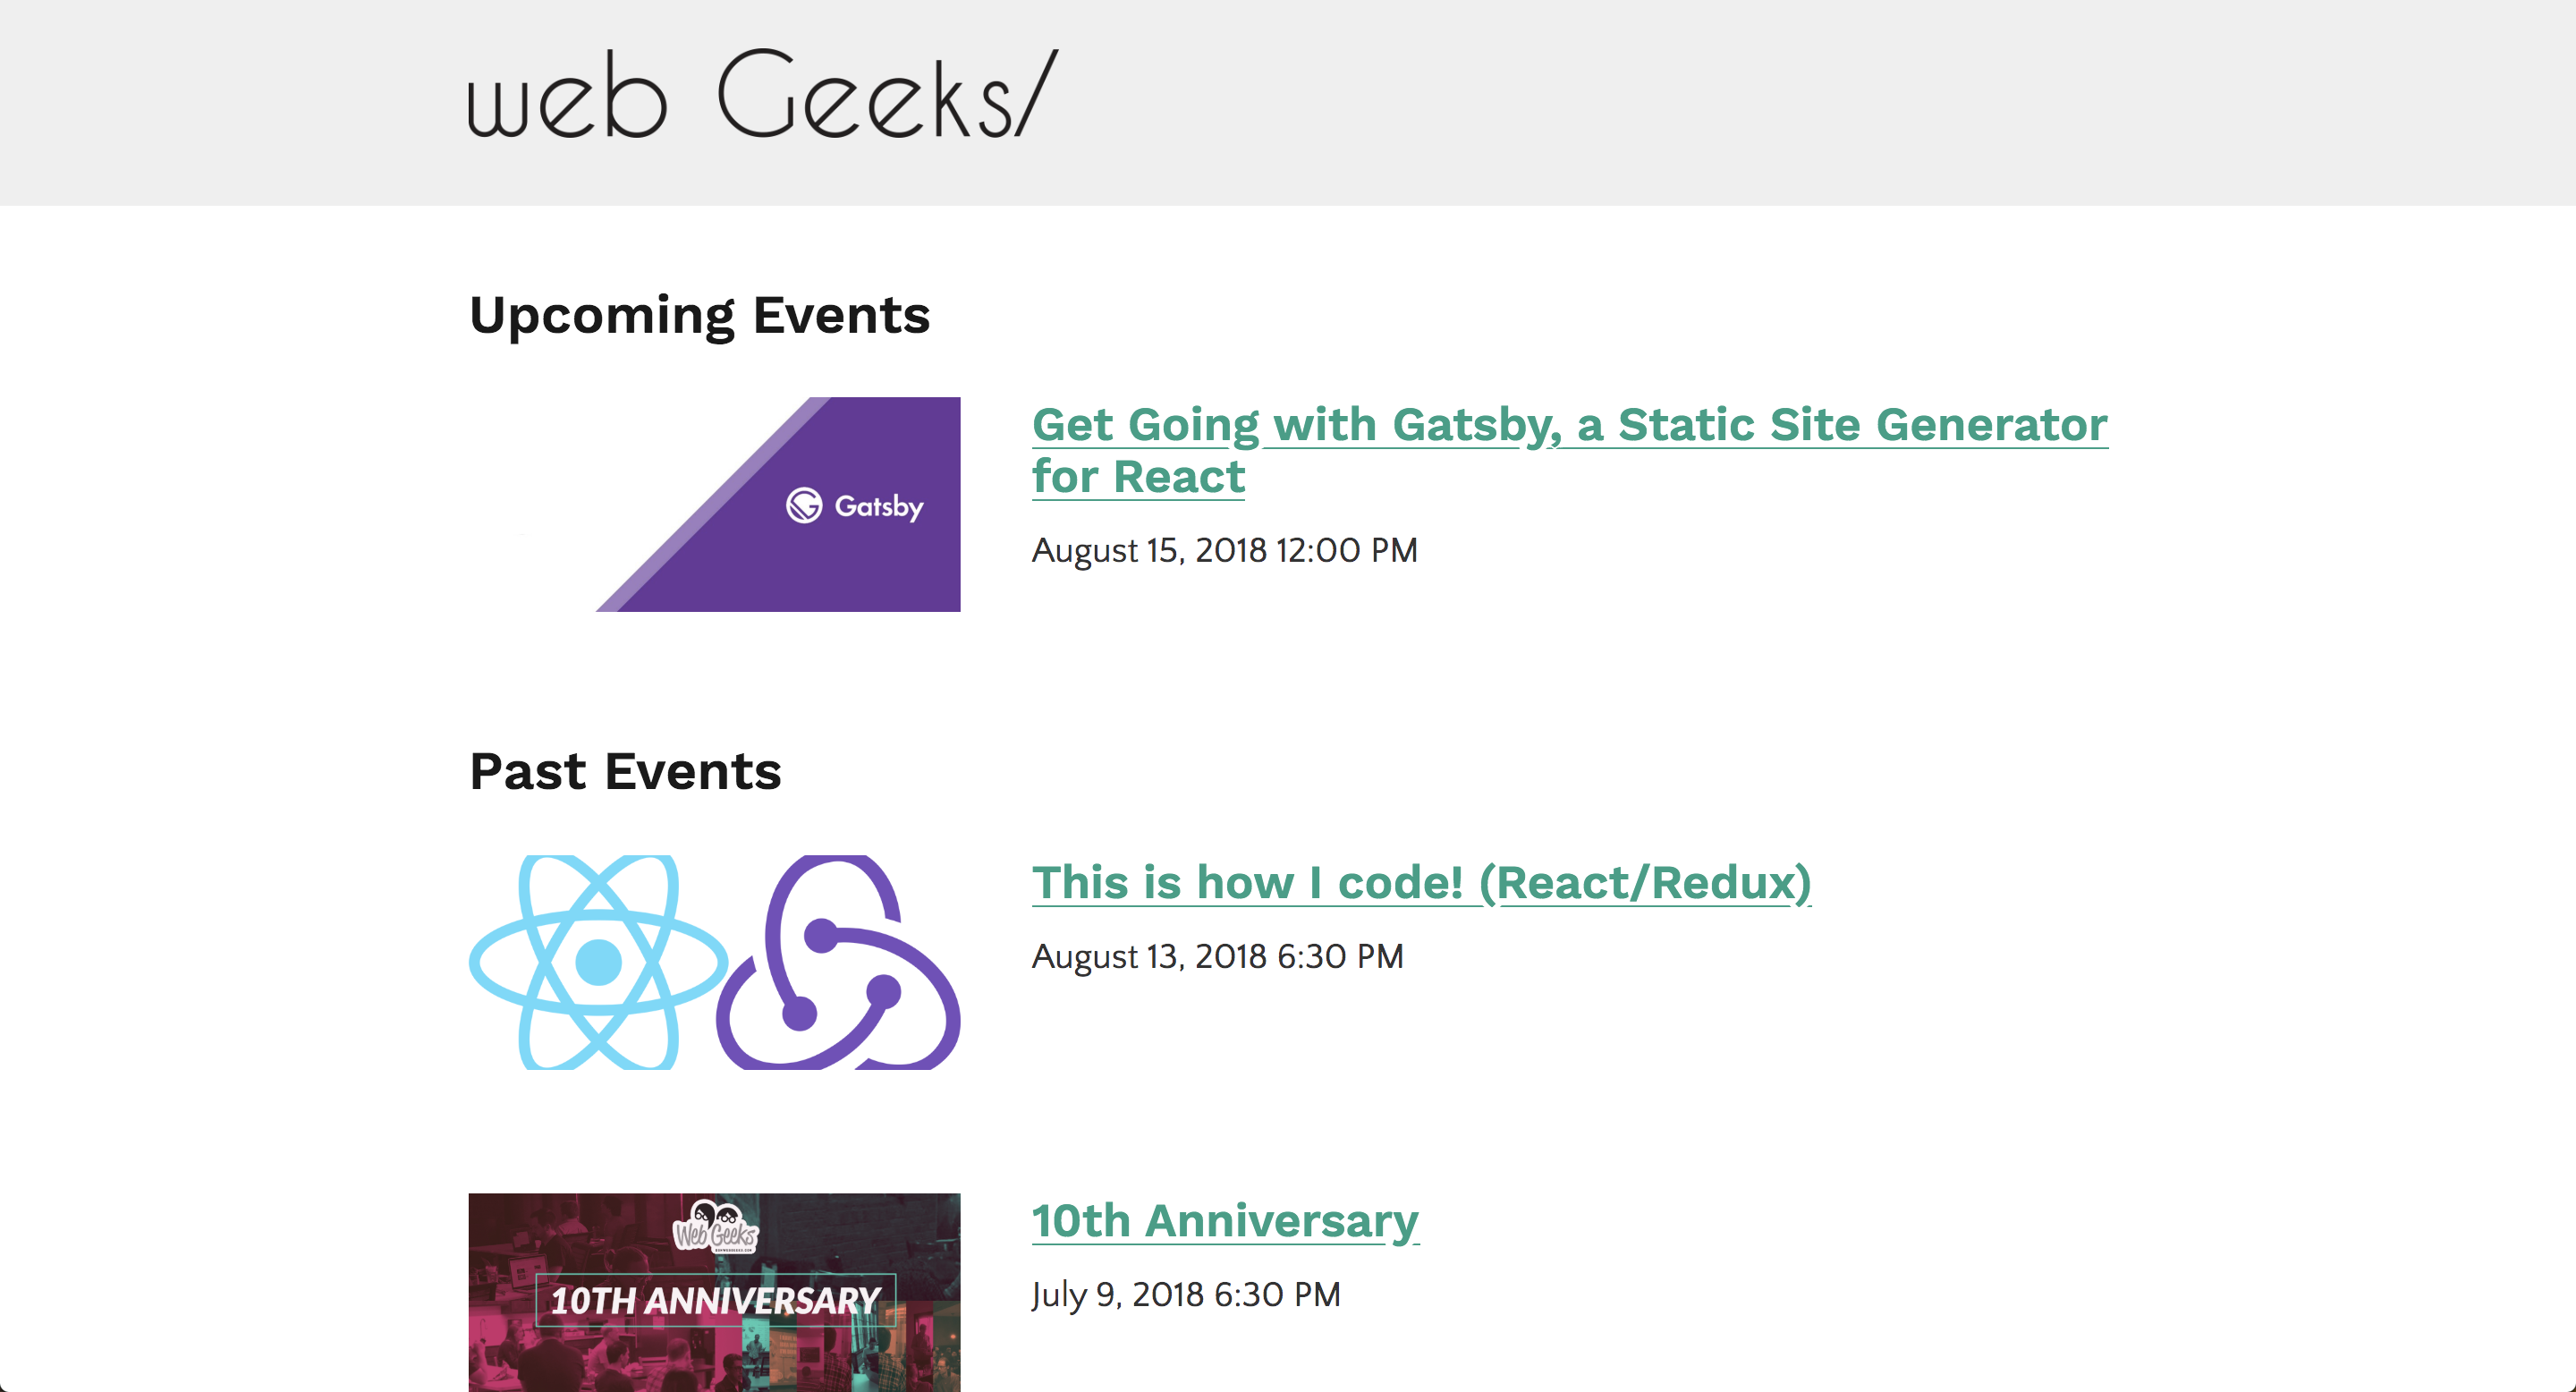 web Geeks/
Upcoming Events
Gatsby
Get Going with Gatsby, a Static Site Generator
for React
August 15, 2018 12:00 PM
Past Events
This is how I code! (React/Redux)
August 13, 2018 6:30 PM
Web Geeks
10TH ANNIVERSARY
10th Anniversary
July 9, 2018 6:30 PM